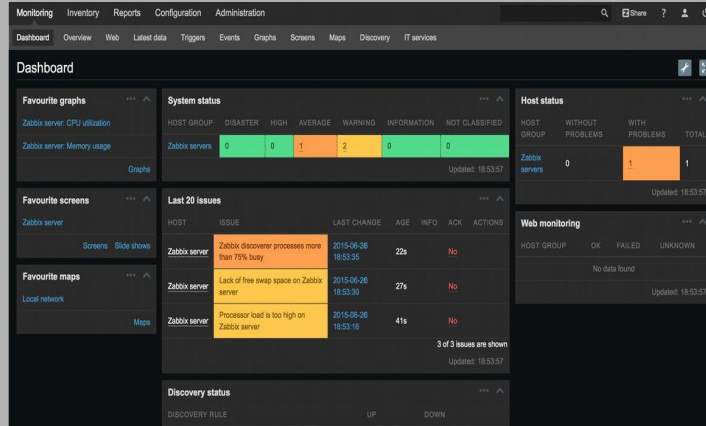 Monitoring Inventory Reports Configuration Administration
Z Share ?
Dashboard Overview Web Latest data Triggers Events Graphs Screens Maps Discovery IT services
Dashboard
Favourite graphs
Zabbix server: CPU utilization
Zabbix server: Memory usage
Graphs
Favourite screens
Zabbix server
Screens Slide shows
Favourite maps
Local network
Maps
System status
HOST GROUP DISASTER HIGH AVERAGE WARNING INFORMATION NOT CLASSIFIED
Zabbix servers 0 0 1 2 0 0
Updated: 18:53:57
Last 20 issues
HOST ISSUE LAST CHANGE AGE INFO ACK ACTIONS
Zabbix server Zabbix discoverer processes more than 75% busy 2015-06-26 18:53:35 22s No
Zabbix server Lack of free swap space on Zabbix server 2015-06-26 18:53:30 27s No
Zabbix server Processor load is too high on Zabbix server 2015-06-26 18:53:16 41s No
3 of 3 issues are shown
Updated: 18:53:57
Discovery status
DISCOVERY RULE UP DOWN
Host status
HOST GROUP WITHOUT PROBLEMS WITH PROBLEMS TOTAL
Zabbix servers 0 1 1
Updated: 18:53:57
Web monitoring
HOST GROUP OK FAILED UNKNOWN
No data found
Updated: 18:53:57